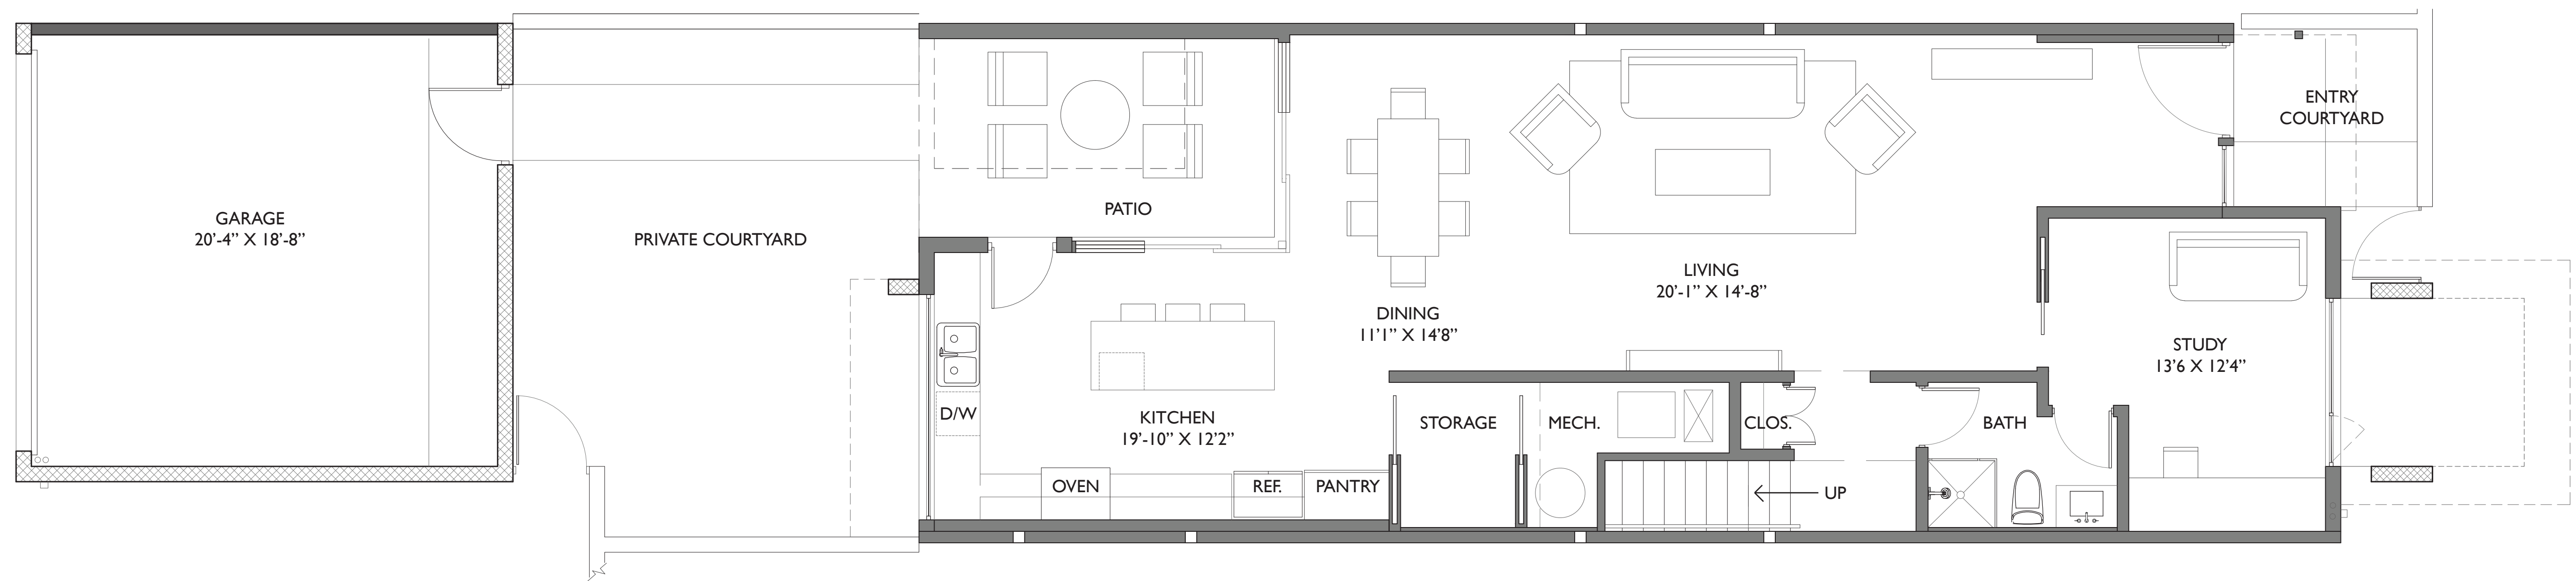 GARAGE
20’-4” X 18’-8”
PRIVATE COURTYARD
PATIO
D/W
KITCHEN
19’-10” X 12’2”
OVEN
REF.
PANTRY
DINING
11’1” X 14’8”
LIVING
20’-1” X 14’-8”
STORAGE
MECH.
CLOS.
UP
BATH
STUDY
13’6 X 12’4”
ENTRY
COURTYARD